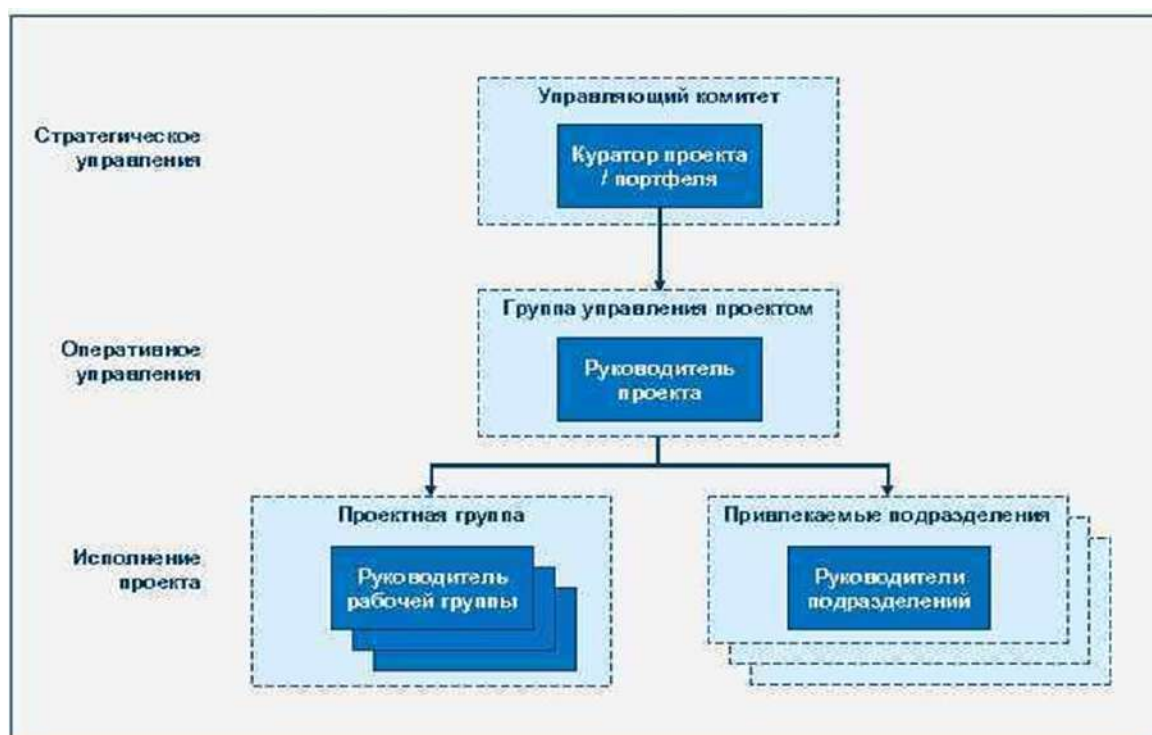 Управляющий комитет
Стратегическое
управления
Куратор проекта
/ портфеля
Группа управления проектом
Оперативное
управления
Руководитель
проекта
Проектная группа
Привлекаемые подразделения
Исполнение
проекта
Руководитель
рабочей группы
Руководители
подразделений